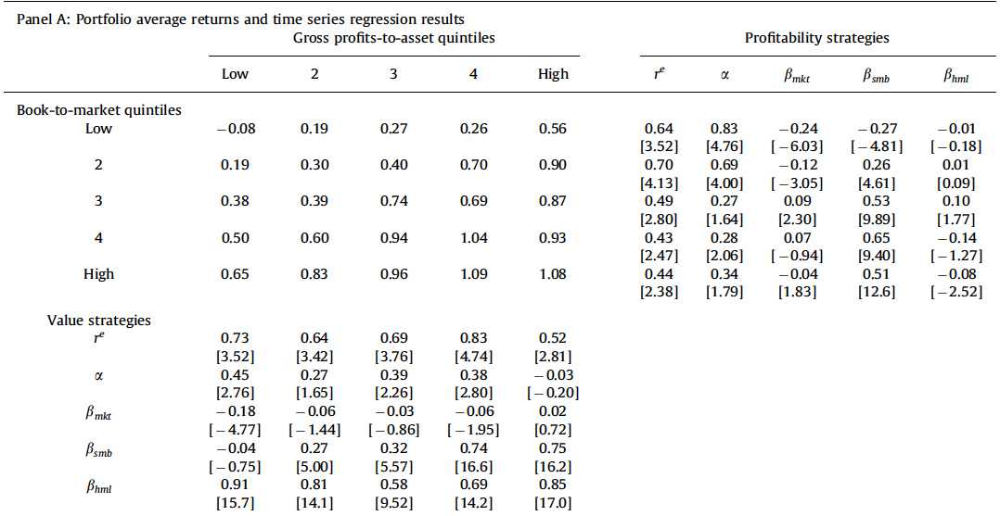 Panel A: Portfolio average returns and time series regression results
Gross profits-to-asset quintiles Profitability strategies
Low 2 3 4 High r^e α β_mkt β_smb β_hml
Book-to-market quintiles
Low −0.08 0.19 0.27 0.26 0.56 0.64 0.83 −0.24 −0.27 −0.01
[3.52] [4.76] [−6.03] [−4.81] [−0.18]
2 0.19 0.30 0.40 0.70 0.90 0.70 0.69 −0.12 0.26 0.01
[4.13] [4.00] [−3.05] [4.61] [0.09]
3 0.38 0.39 0.74 0.69 0.87 0.49 0.27 0.09 0.53 0.10
[2.80] [1.64] [2.30] [9.89] [1.77]
4 0.50 0.60 0.94 1.04 0.93 0.43 0.28 0.07 0.65 −0.14
[2.47] [2.06] [−0.94] [9.40] [−1.27]
High 0.65 0.83 0.96 1.09 1.08 0.44 0.34 −0.04 0.51 −0.08
[2.38] [1.79] [1.83] [12.6] [−2.52]
Value strategies
r^e 0.73 0.64 0.69 0.83 0.52
[3.52] [3.42] [3.76] [4.74] [2.81]
α 0.45 0.27 0.39 0.38 −0.03
[2.76] [1.65] [2.26] [2.80] [−0.20]
β_mkt −0.18 −0.06 −0.03 −0.06 0.02
[−4.77] [−1.44] [−0.86] [−1.95] [0.72]
β_smb −0.04 0.27 0.32 0.74 0.75
[−0.75] [5.00] [5.57] [16.6] [16.2]
β_hml 0.91 0.81 0.58 0.69 0.85
[15.7] [14.1] [9.52] [14.2] [17.0]